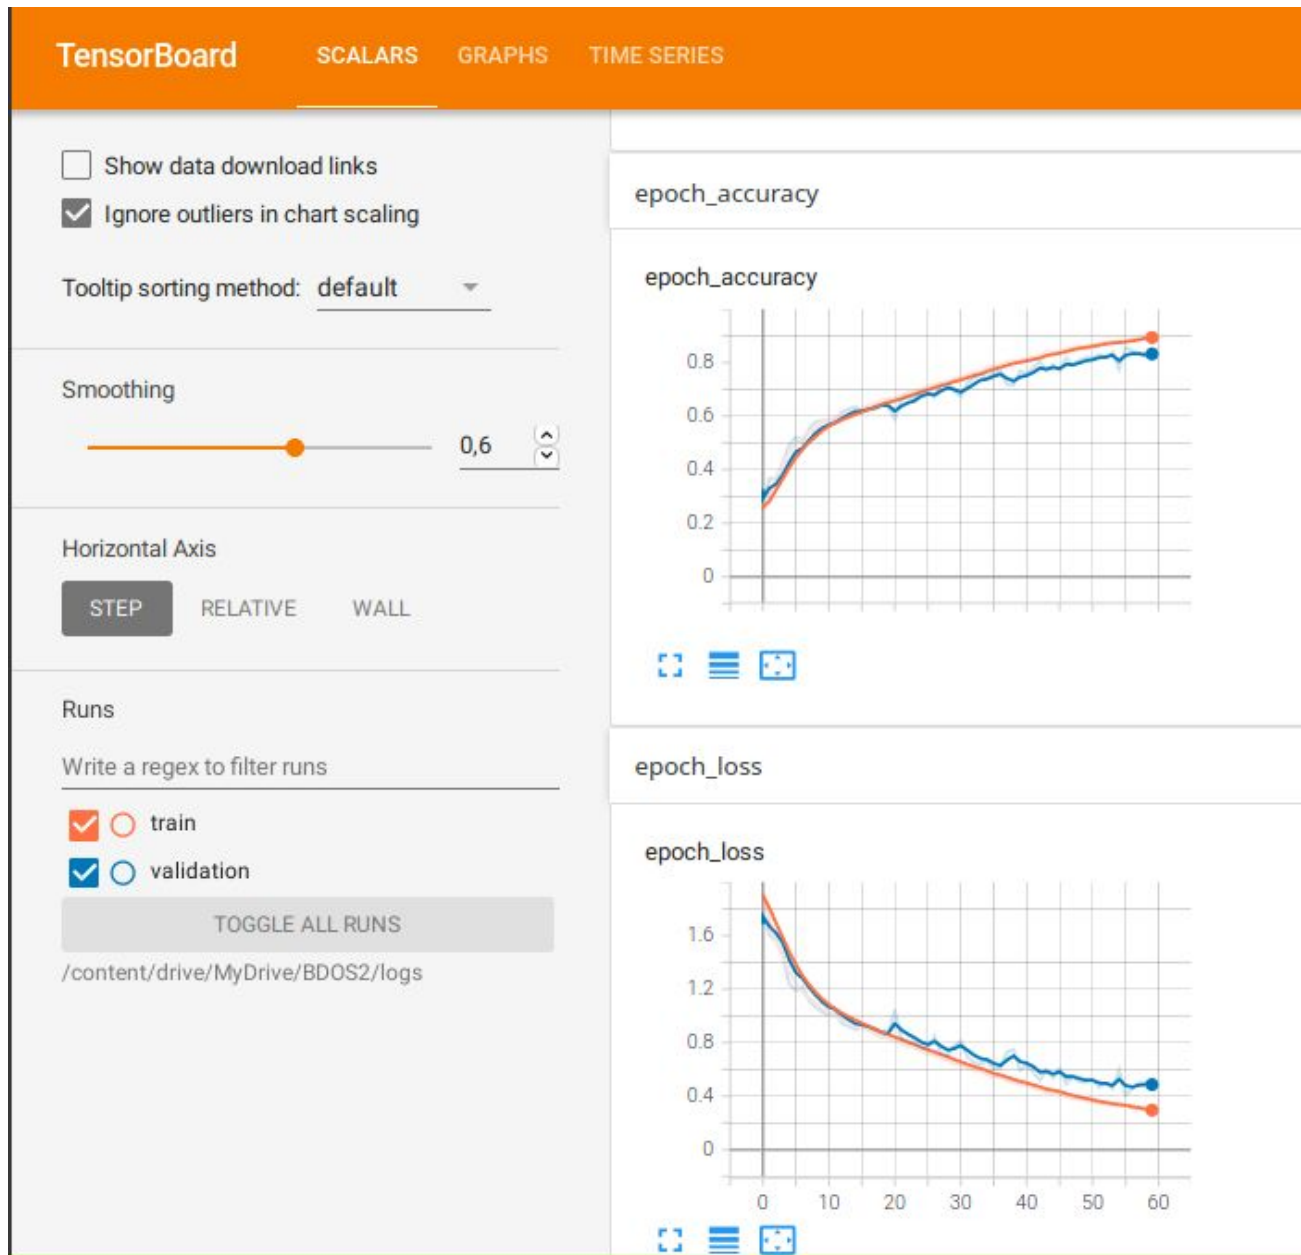 TensorBoard SCALARS GRAPHS TIME SERIES
Show data download links
Ignore outliers in chart scaling
Tooltip sorting method: default
Smoothing
0,6
Horizontal Axis
STEP RELATIVE WALL
Runs
Write a regex to filter runs
train
validation
TOGGLE ALL RUNS
/content/drive/MyDrive/BDOS2/logs
epoch_accuracy
epoch_accuracy
0.8
0.6
0.4
0.2
0
epoch_loss
epoch_loss
1.6
1.2
0.8
0.4
0
0 10 20 30 40 50 60